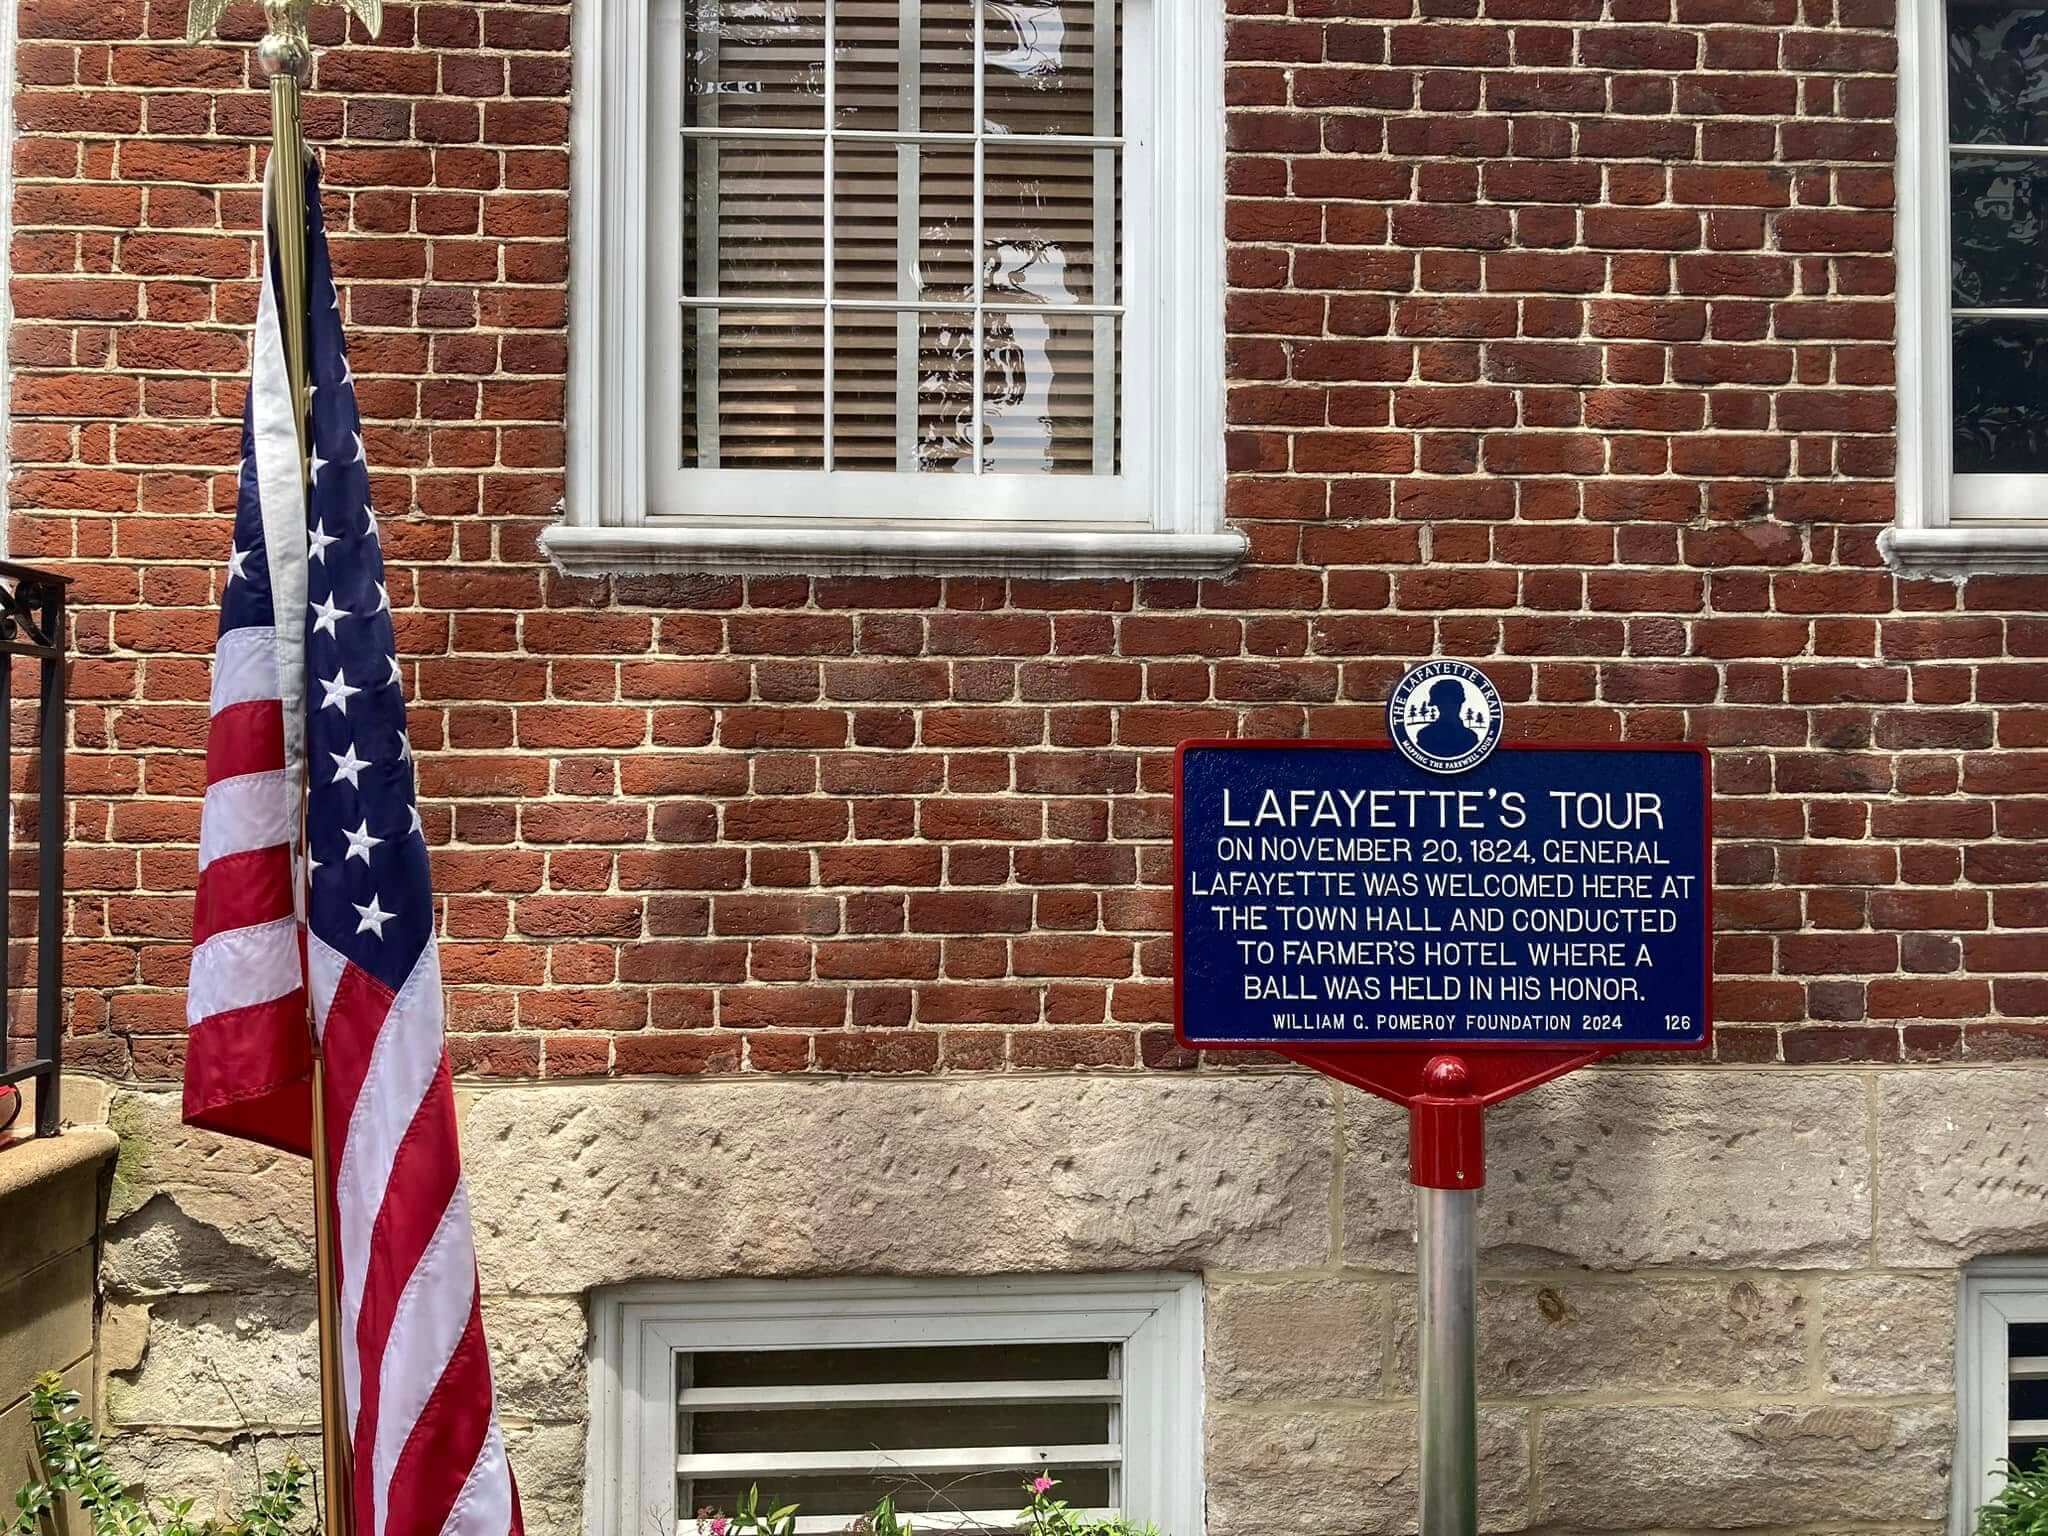 THE LAFAYETTE TRAIL
MAPPING THE FAREWELL TOUR
LAFAYETTE'S TOUR
ON NOVEMBER 20, 1824, GENERAL
LAFAYETTE WAS WELCOMED HERE AT
THE TOWN HALL AND CONDUCTED
TO FARMER'S HOTEL WHERE A
BALL WAS HELD IN HIS HONOR.
WILLIAM G. POMEROY FOUNDATION 2024 126